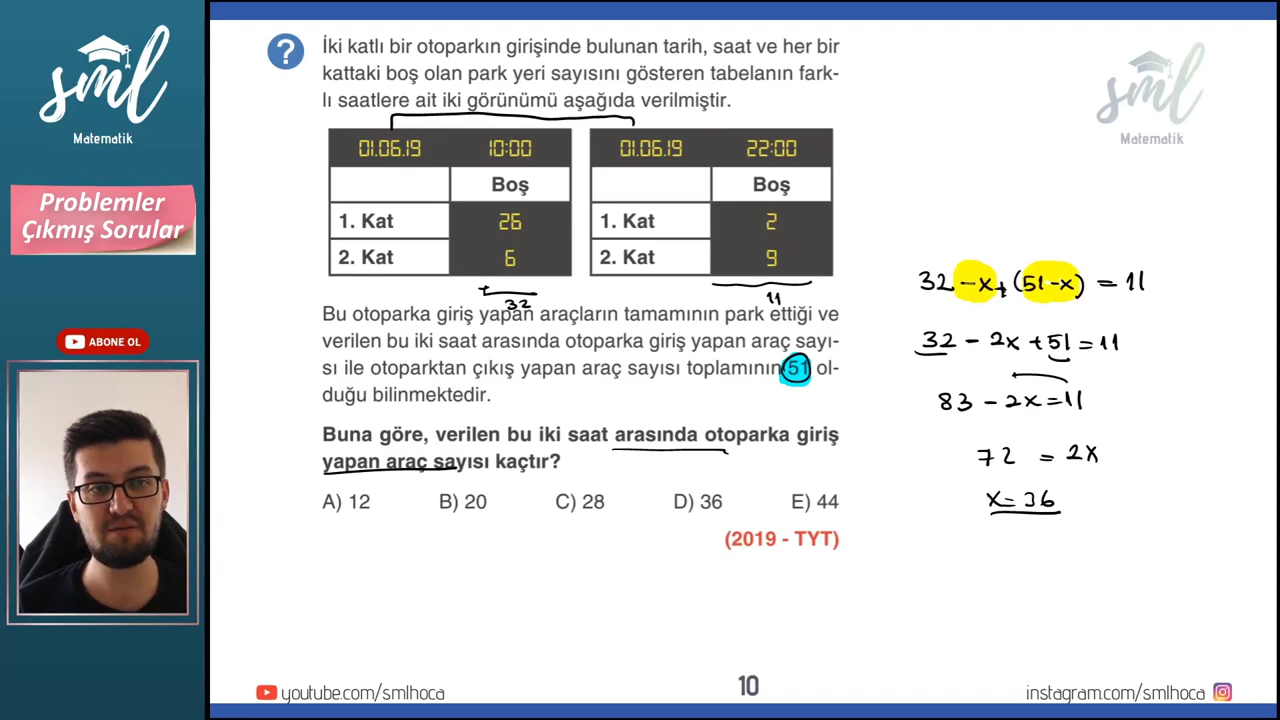 sml
Matematik
Problemler
Çıkmış Sorular
ABONE OL
?
İki katlı bir otoparkın girişinde bulunan tarih, saat ve her bir
kattaki boş olan park yeri sayısını gösteren tabelanın fark-
lı saatlere ait iki görünümü aşağıda verilmiştir.
01.06.19 10:00
Boş
1. Kat 26
2. Kat 6
+
32
01.06.19 22:00
Boş
1. Kat 2
2. Kat 9
11
Bu otoparka giriş yapan araçların tamamının park ettiği ve
verilen bu iki saat arasında otoparka giriş yapan araç sayı-
sı ile otoparktan çıkış yapan araç sayısı toplamının 51 ol-
duğu bilinmektedir.
Buna göre, verilen bu iki saat arasında otoparka giriş
yapan araç sayısı kaçtır?
A) 12 B) 20 C) 28 D) 36 E) 44
(2019 - TYT)
sml
Matematik
32 - x + (51 - x) = 11
32 - 2x + 51 = 11
83 - 2x = 11
72 = 2x
x = 36
youtube.com/smlhoca
10
instagram.com/smlhoca